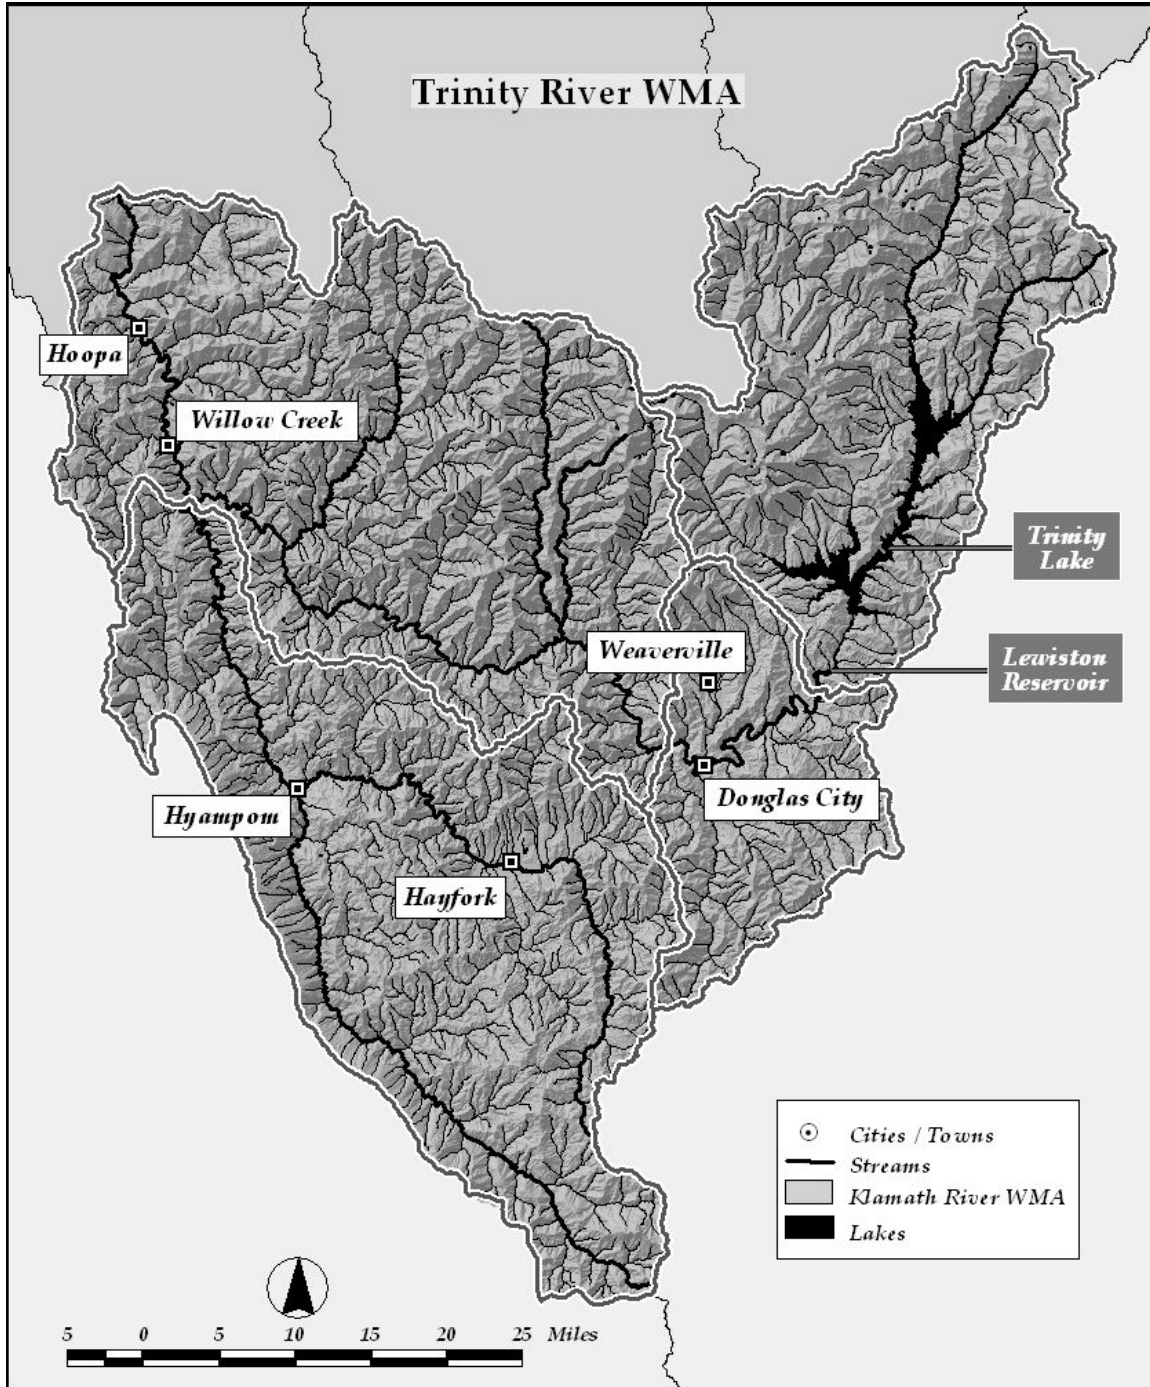 Trinity River WMA
Hoopa
Willow Creek
Trinity
Lake
Weaverville
Lewiston
Reservoir
Hyampom
Douglas City
Hayfork
Cities / Towns
Streams
Klamath River WMA
Lakes
5 0 5 10 15 20 25 Miles